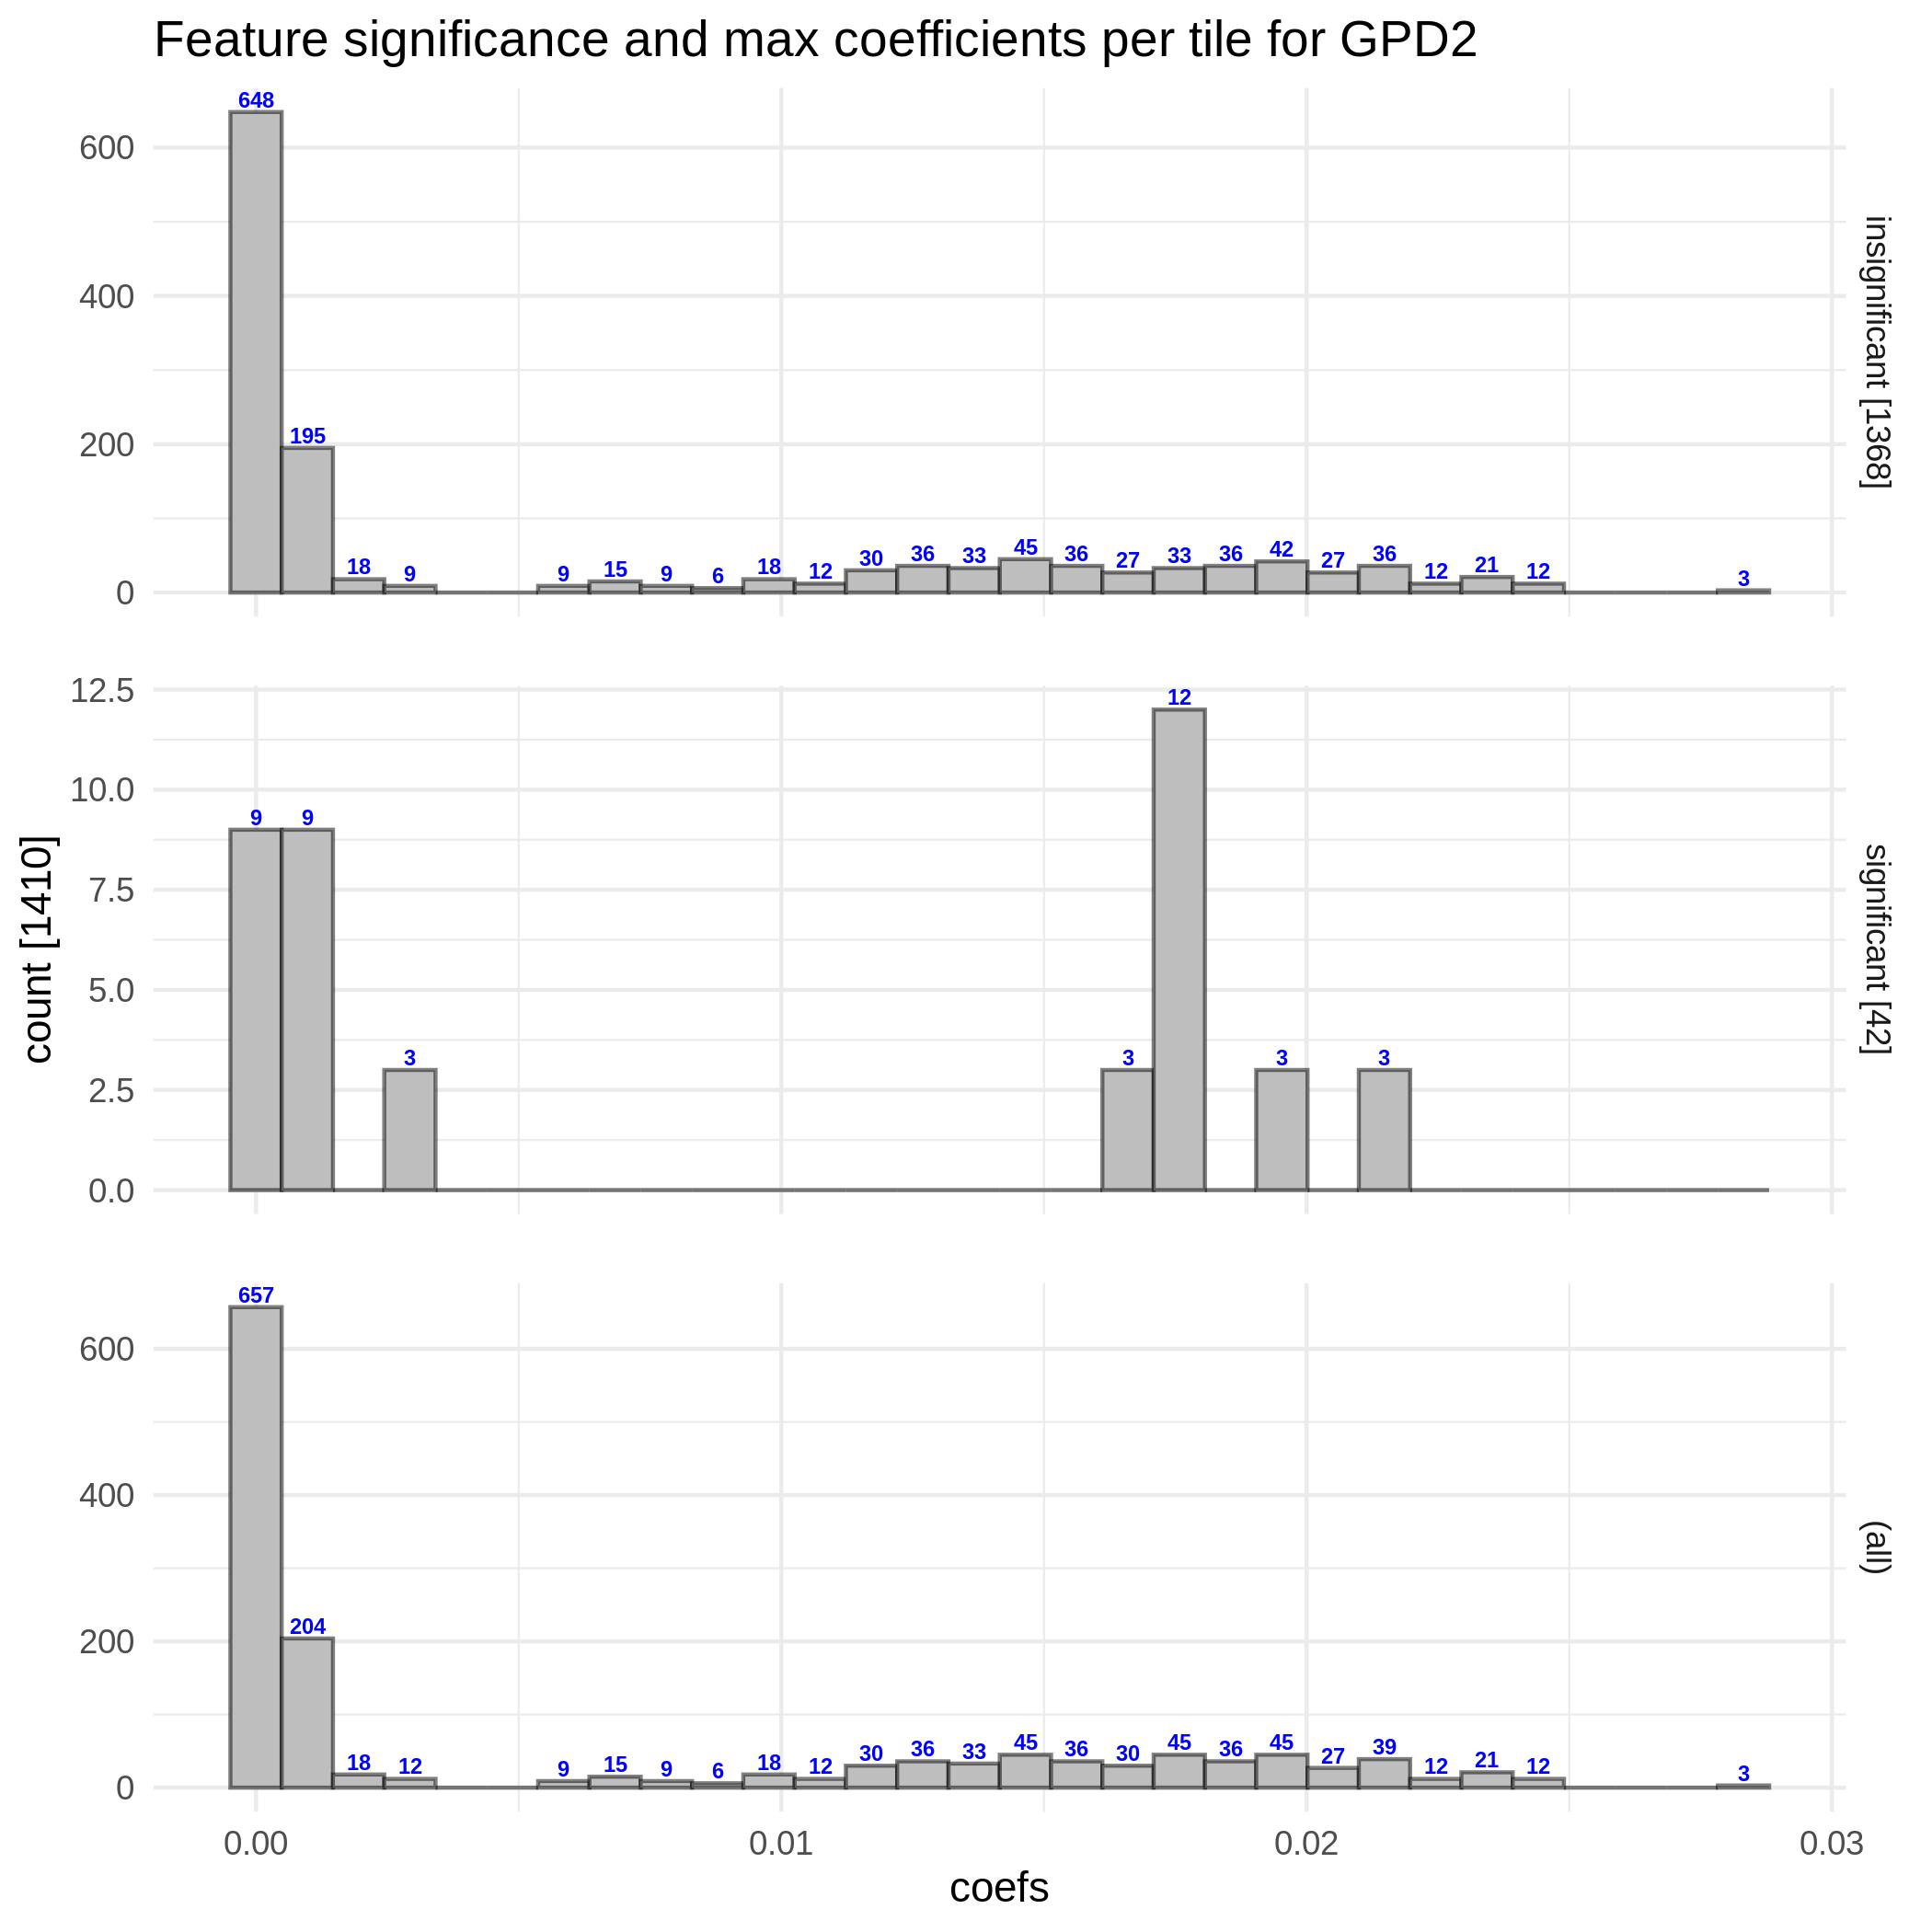 Feature significance and max coefficients per tile for GPD2
648
600
400
200
195
18 9 9 15 9 6 18 12 30 36 33 45 36 27 33 36 42 27 36 12 21 12 3
0
insignificant [1368]
12.5
12
10.0
9 9
7.5
5.0
3 3 3 3
2.5
0.0
significant [42]
count [1410]
657
600
400
204
200
18 12 9 15 9 6 18 12 30 36 33 45 36 30 45 36 45 27 39 12 21 12 3
0
(all)
0.00 0.01 0.02 0.03
coefs